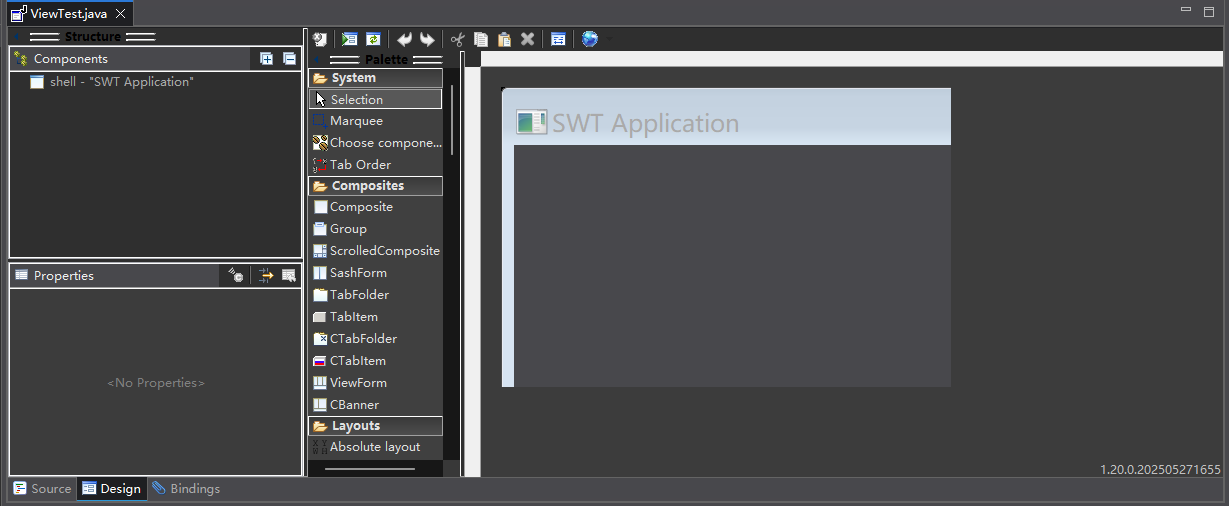 ViewTest.java
Structure
Components
shell - "SWT Application"
Properties
<No Properties>
Palette
System
Selection
Marquee
Choose compone...
Tab Order
Composites
Composite
Group
ScrolledComposite
SashForm
TabFolder
TabItem
CTabFolder
CTabItem
ViewForm
CBanner
Layouts
Absolute layout
SWT Application
1.20.0.202505271655
Source
Design
Bindings